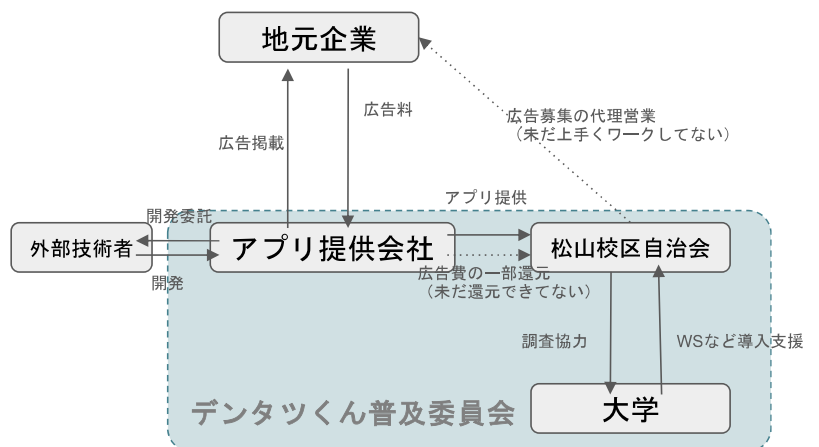 地元企業
広告料
広告募集の代理営業
（未だ上手くワークしてない）
広告掲載
アプリ提供
開発委託
外部技術者
アプリ提供会社
松山校区自治会
広告費の一部還元
（未だ還元できてない）
開発
調査協力
WSなど導入支援
デンタツくん普及委員会
大学